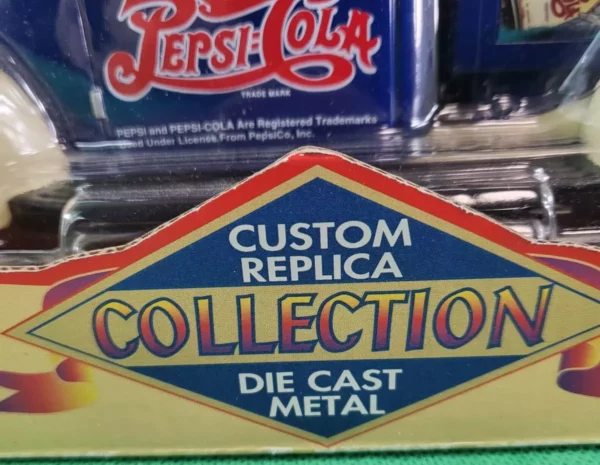 PEPSI=COLA
TRADE MARK
PEPSI and PEPSI-COLA Are Registered Trademarks
Used Under License From PepsiCo, Inc.
CUSTOM
REPLICA
COLLECTION
DIE CAST
METAL